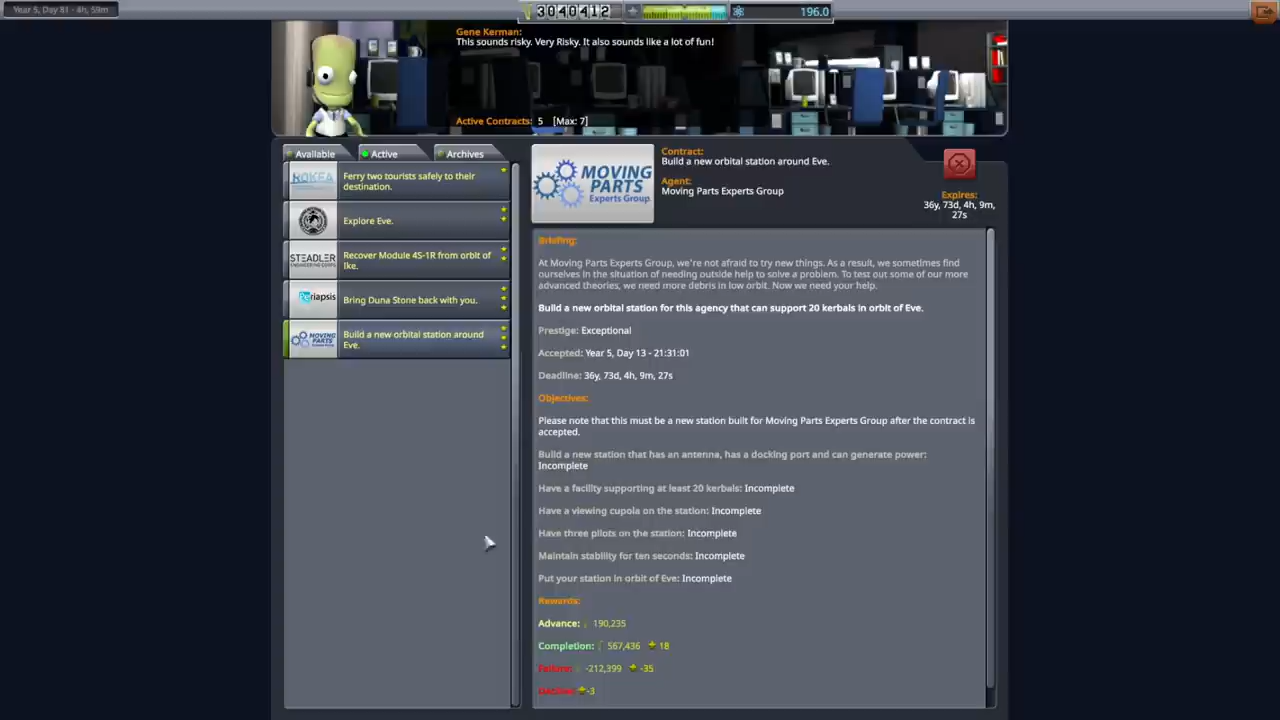 Year 5, Day 81 - 4h, 59m
3040412
196.0
Gene Kerman:
This sounds risky. Very Risky. It also sounds like a lot of fun!
Active Contracts: 5 [Max: 7]
Available
Active
Archives
ROKEA
Ferry two tourists safely to their
destination.
Explore Eve.
STEADLER
ENGINEERING CORPS
Recover Module 4S-1R from orbit of
Ike.
Periapsis
Bring Duna Stone back with you.
MOVING
PARTS
Build a new orbital station around
Eve.
MOVING
PARTS
Experts Group
Contract:
Build a new orbital station around Eve.
Agent:
Moving Parts Experts Group
Expires:
36y, 73d, 4h, 9m,
27s
Briefing:
At Moving Parts Experts Group, we're not afraid to try new things. As a result, we sometimes find
ourselves in the situation of needing outside help to solve a problem. To test out some of our more
advanced theories, we need more debris in low orbit. Now we need your help.
Build a new orbital station for this agency that can support 20 kerbals in orbit of Eve.
Prestige: Exceptional
Accepted: Year 5, Day 13 - 21:31:01
Deadline: 36y, 73d, 4h, 9m, 27s
Objectives:
Please note that this must be a new station built for Moving Parts Experts Group after the contract is
accepted.
Build a new station that has an antenna, has a docking port and can generate power:
Incomplete
Have a facility supporting at least 20 kerbals: Incomplete
Have a viewing cupola on the station: Incomplete
Have three pilots on the station: Incomplete
Maintain stability for ten seconds: Incomplete
Put your station in orbit of Eve: Incomplete
Rewards:
Advance: 190,235
Completion: 567,436 18
Failure: -212,399 -35
Declined: -3